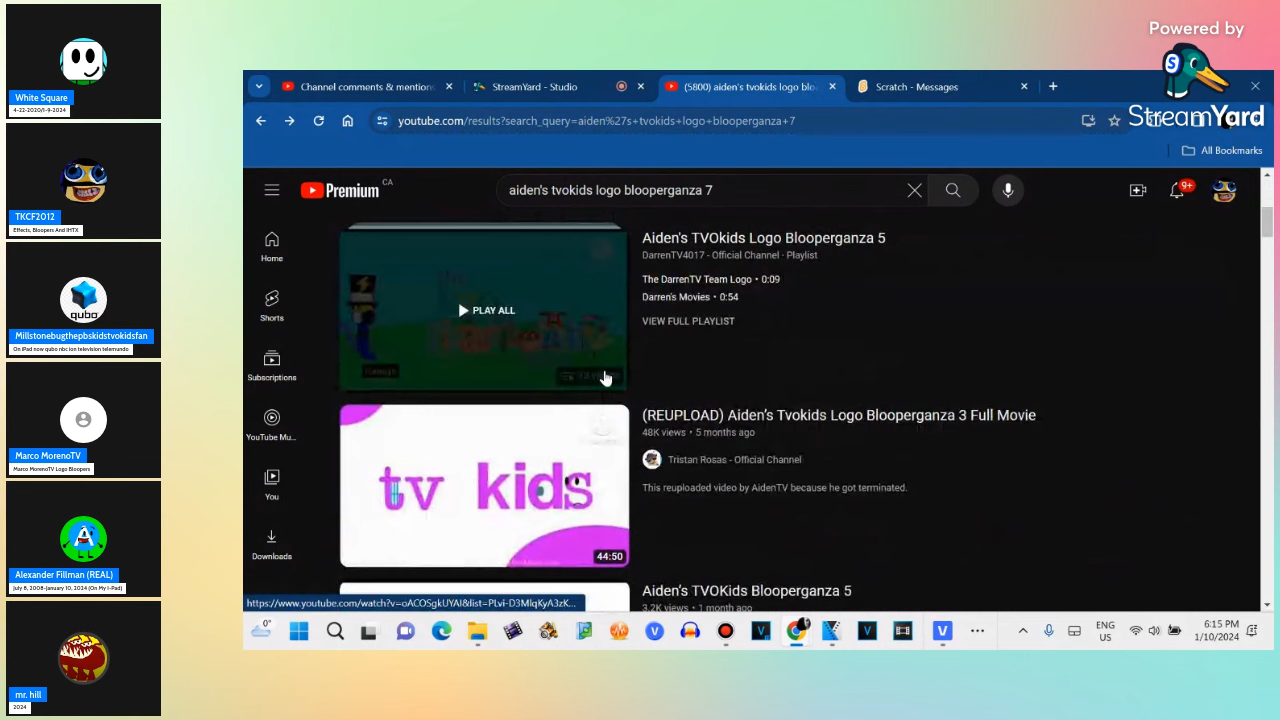 White Square
4-22-2020/1-9-2024
TKCF2012
Effects, Bloopers And IHTX
qubo
Millstonebugthepbskidstvokidsfan
On IPad now qubo nbc ion television telemundo
Marco MorenoTV
Marco MorenoTV Logo Bloopers
Alexander Fillman (REAL)
July 8, 2008-January 10, 2024 (On My I-Pad)
mr. hill
2024
Powered by
StreamYard
Channel comments & mentions
StreamYard - Studio
(5800) aiden's tvokids logo blo
Scratch - Messages
youtube.com/results?search_query=aiden%27s+tvokids+logo+blooperganza+7
All Bookmarks
Premium CA
aiden's tvokids logo blooperganza 7
9+
Home
Shorts
Subscriptions
YouTube Mu...
You
Downloads
PLAY ALL
Aiden's TVOkids Logo Blooperganza 5
DarrenTV4017 - Official Channel · Playlist
The DarrenTV Team Logo · 0:09
Darren's Movies · 0:54
VIEW FULL PLAYLIST
tv kids
44:50
(REUPLOAD) Aiden's Tvokids Logo Blooperganza 3 Full Movie
48K views • 5 months ago
Tristan Rosas - Official Channel
This reuploaded video by AidenTV because he got terminated.
Aiden's TVOKids Blooperganza 5
3.2K views • 1 month ago
https://www.youtube.com/watch?v=oACOSgkUYAI&list=PLvi-D3MlqKyA3zK...
0°
ENG
US
6:15 PM
1/10/2024